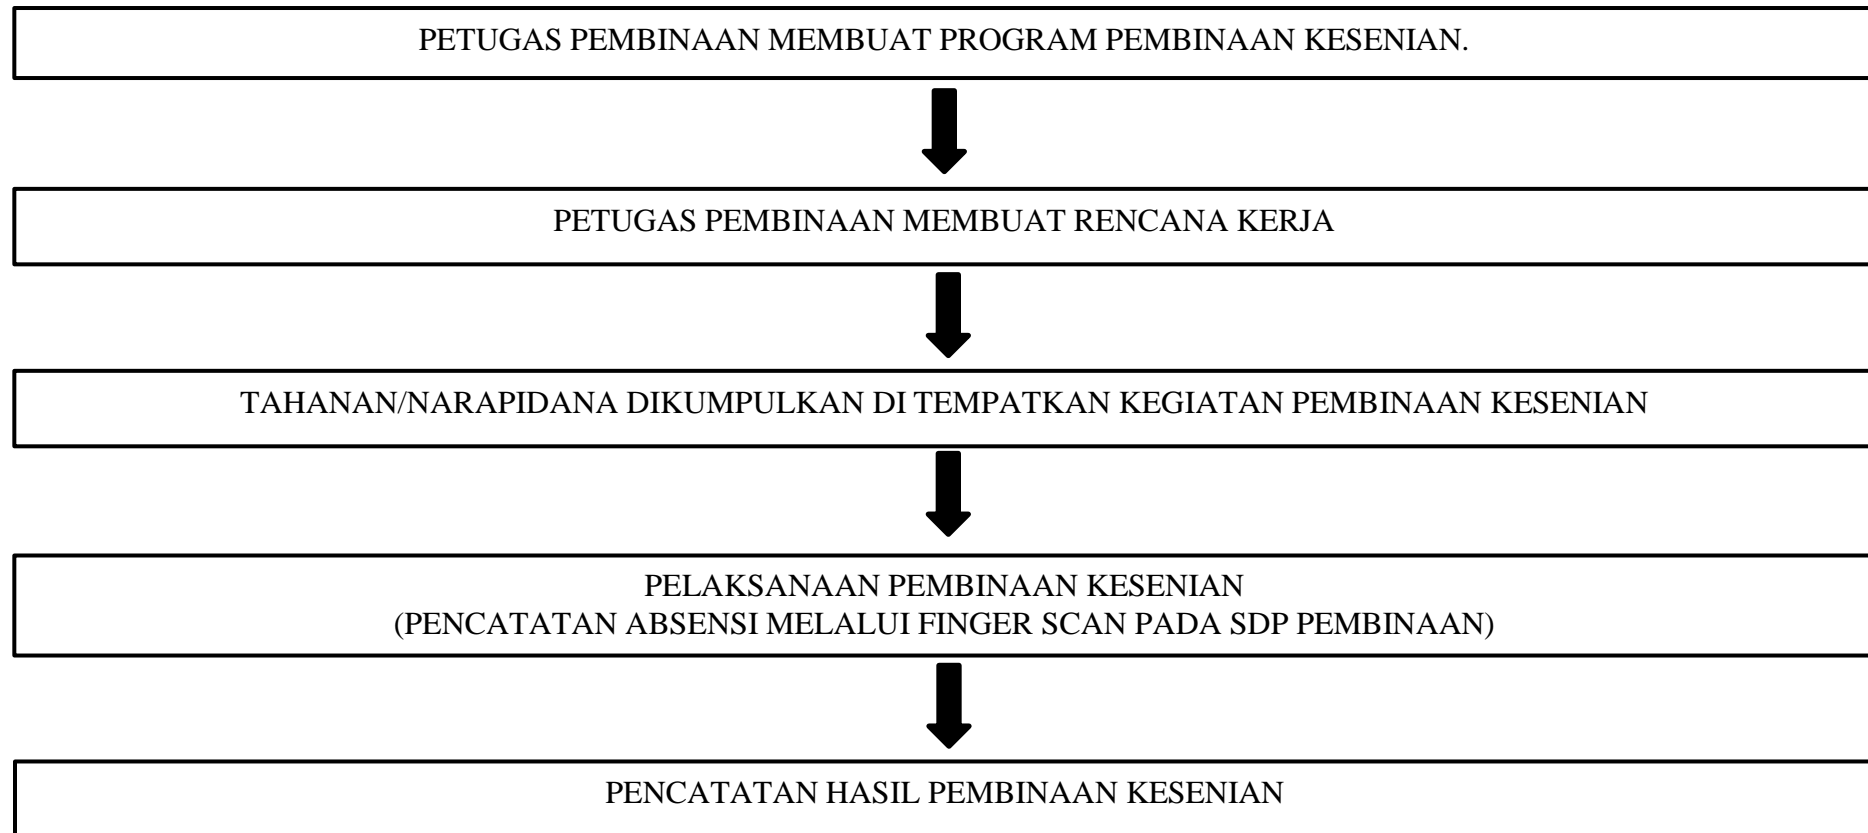 PETUGAS PEMBINAAN MEMBUAT PROGRAM PEMBINAAN KESENIAN.
PETUGAS PEMBINAAN MEMBUAT RENCANA KERJA
TAHANAN/NARAPIDANA DIKUMPULKAN DI TEMPATKAN KEGIATAN PEMBINAAN KESENIAN
PELAKSANAAN PEMBINAAN KESENIAN
(PENCATATAN ABSENSI MELALUI FINGER SCAN PADA SDP PEMBINAAN)
PENCATATAN HASIL PEMBINAAN KESENIAN